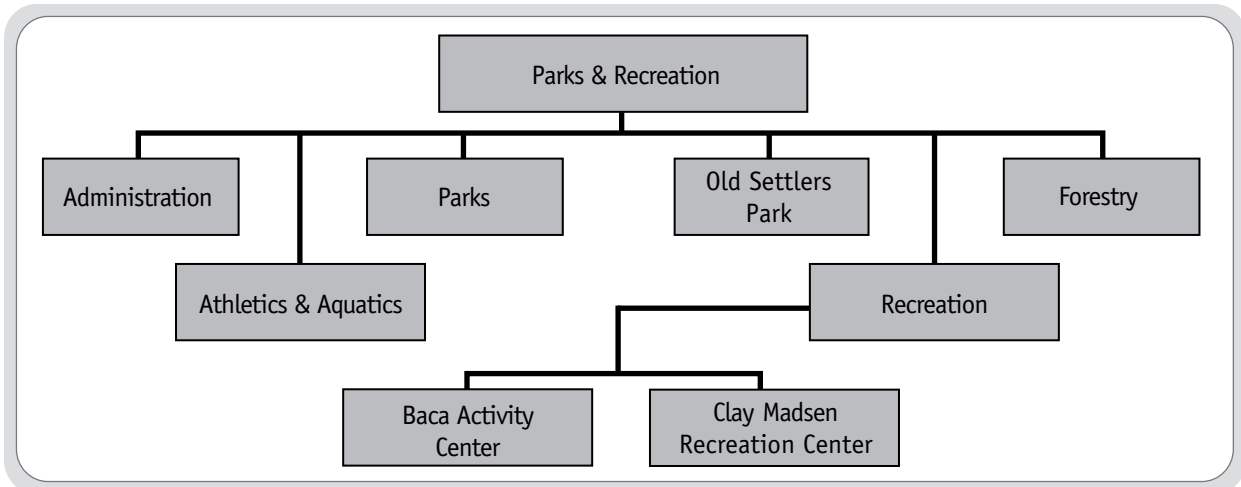 Parks & Recreation
Administration
Parks
Old Settlers
Park
Forestry
Athletics & Aquatics
Recreation
Baca Activity
Center
Clay Madsen
Recreation Center